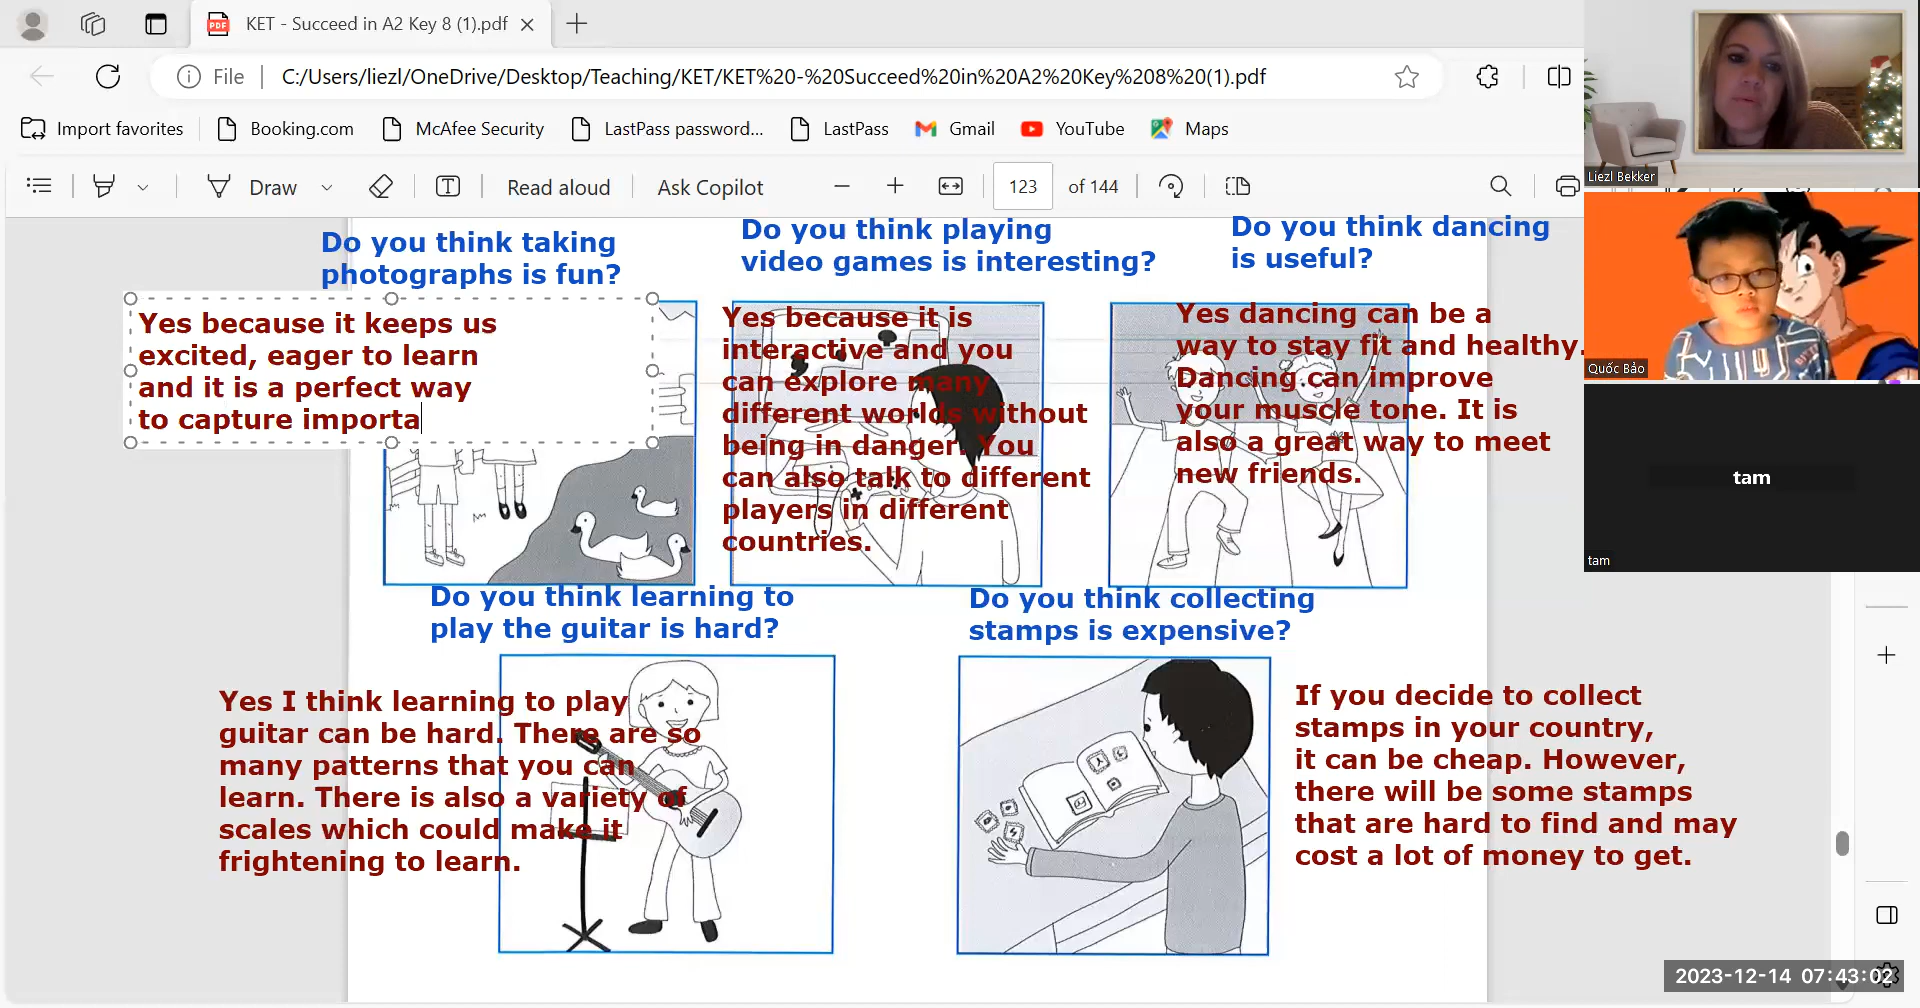 KET - Succeed in A2 Key 8 (1).pdf
File
C:/Users/liezl/OneDrive/Desktop/Teaching/KET/KET%20-%20Succeed%20in%20A2%20Key%208%20(1).pdf
Import favorites
Booking.com
McAfee Security
LastPass password...
LastPass
Gmail
YouTube
Maps
Draw
Read aloud
Ask Copilot
123
of 144
Liezl Bekker
Quốc Bảo
tam
tam
Do you think taking
photographs is fun?
Yes because it keeps us
excited, eager to learn
and it is a perfect way
to capture importa
Do you think playing
video games is interesting?
Yes because it is
interactive and you
can explore many
different worlds without
being in danger. You
can also talk to different
players in different
countries.
Do you think dancing
is useful?
Yes dancing can be a
way to stay fit and healthy.
Dancing can improve
your muscle tone. It is
also a great way to meet
new friends.
Do you think learning to
play the guitar is hard?
Yes I think learning to play
guitar can be hard. There are so
many patterns that you can
learn. There is also a variety of
scales which could make it
frightening to learn.
Do you think collecting
stamps is expensive?
If you decide to collect
stamps in your country,
it can be cheap. However,
there will be some stamps
that are hard to find and may
cost a lot of money to get.
2023-12-14 07:43:02